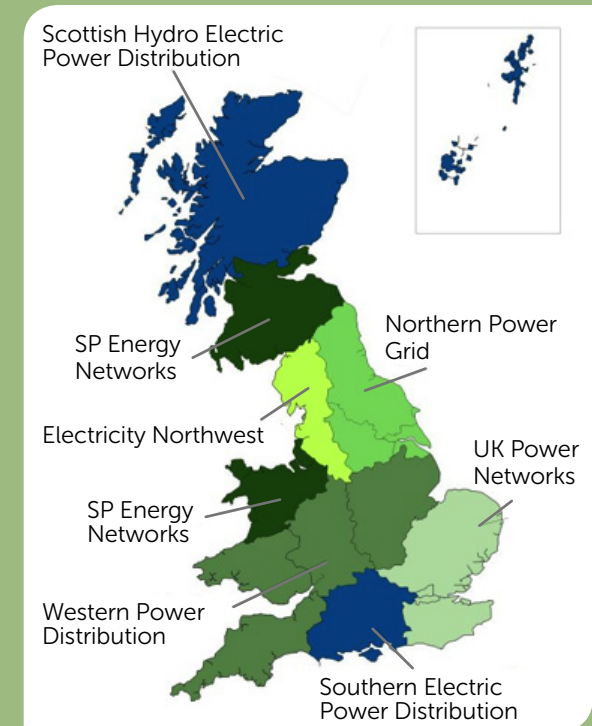 Scottish Hydro Electric
Power Distribution
SP Energy
Networks
Northern Power
Grid
Electricity Northwest
UK Power
Networks
SP Energy
Networks
Western Power
Distribution
Southern Electric
Power Distribution